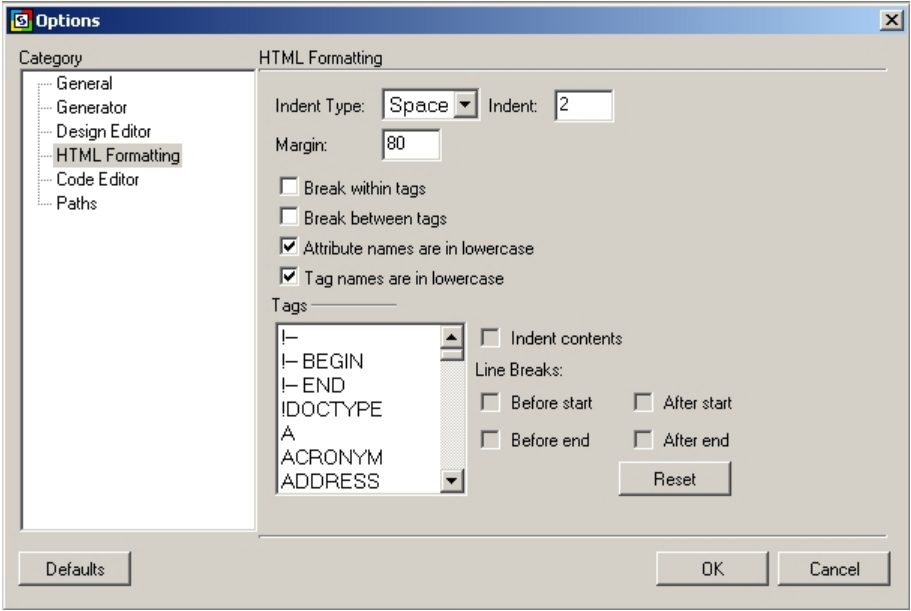 Options
Category
General
Generator
Design Editor
HTML Formatting
Code Editor
Paths
HTML Formatting
Indent Type: Space Indent: 2
Margin: 80
Break within tags
Break between tags
Attribute names are in lowercase
Tag names are in lowercase
Tags
!--
!-- BEGIN
!-- END
!DOCTYPE
A
ACRONYM
ADDRESS
Indent contents
Line Breaks:
Before start After start
Before end After end
Reset
Defaults OK Cancel